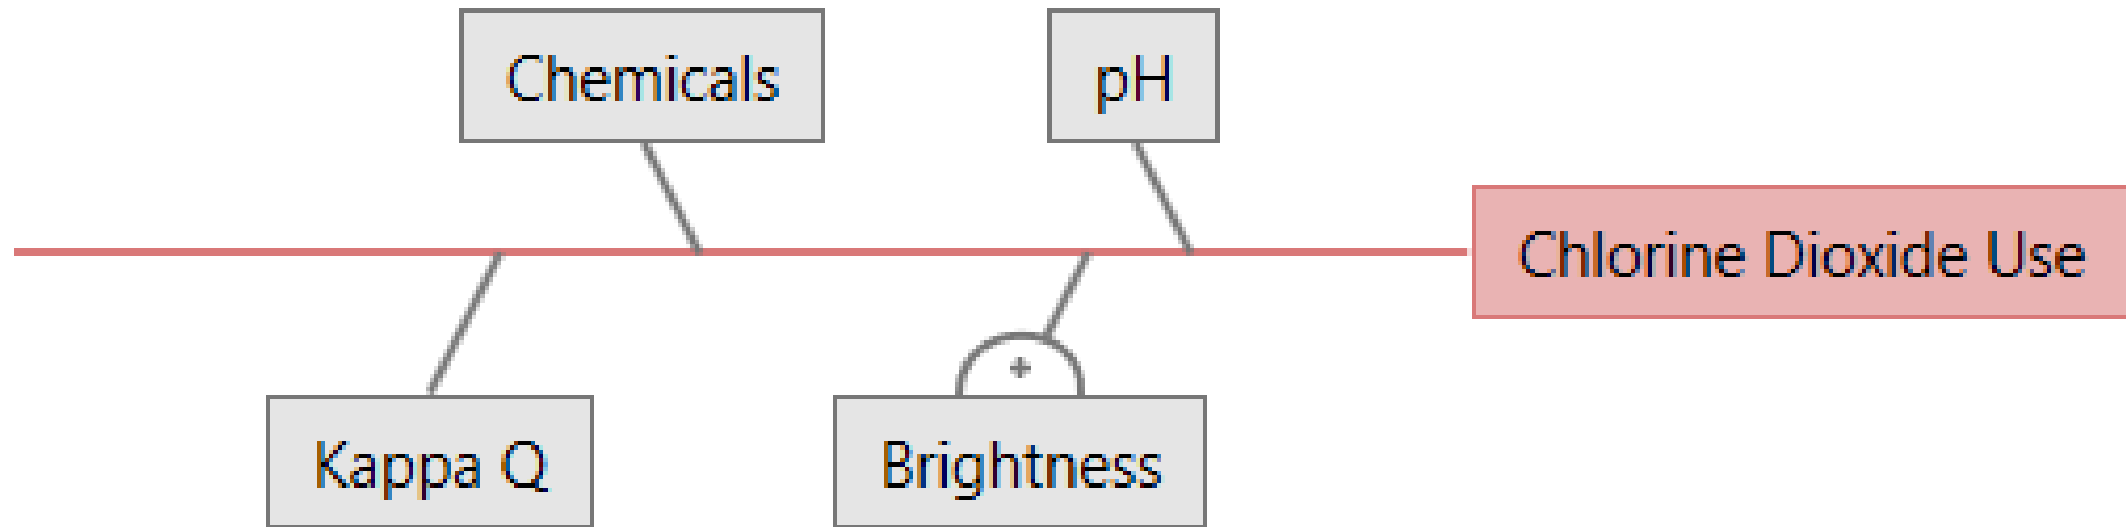 Chemicals
pH
Chlorine Dioxide Use
+
Kappa Q
Brightness